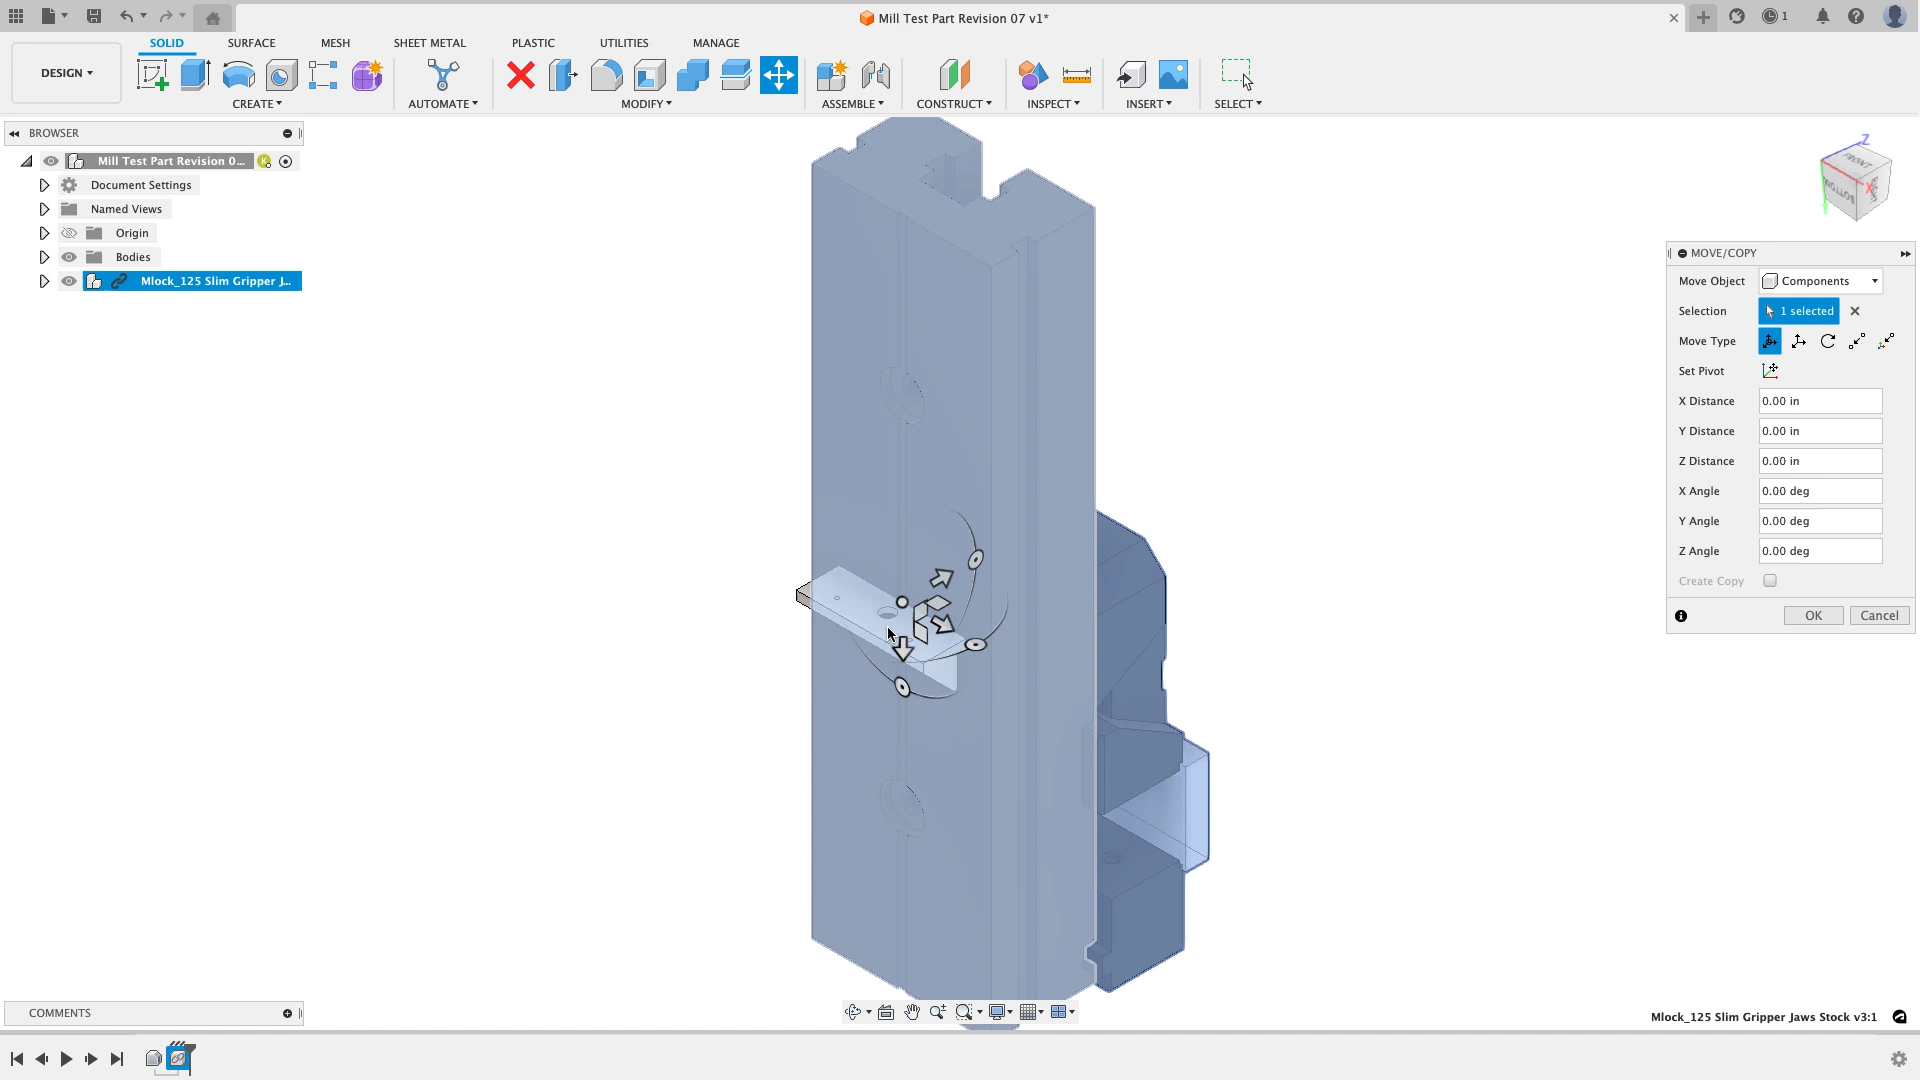 Mill Test Part Revision 07 v1*
1
DESIGN
SOLID
SURFACE
MESH
SHEET METAL
PLASTIC
UTILITIES
MANAGE
CREATE
AUTOMATE
MODIFY
ASSEMBLE
CONSTRUCT
INSPECT
INSERT
SELECT
BROWSER
Mill Test Part Revision 0...
K
Document Settings
Named Views
Origin
Bodies
Mlock_125 Slim Gripper J...
Z
FRONT
BOTTOM
X
MOVE/COPY
Move Object
Components
Selection
1 selected
Move Type
Set Pivot
X Distance
0.00 in
Y Distance
0.00 in
Z Distance
0.00 in
X Angle
0.00 deg
Y Angle
0.00 deg
Z Angle
0.00 deg
Create Copy
OK
Cancel
COMMENTS
Mlock_125 Slim Gripper Jaws Stock v3:1